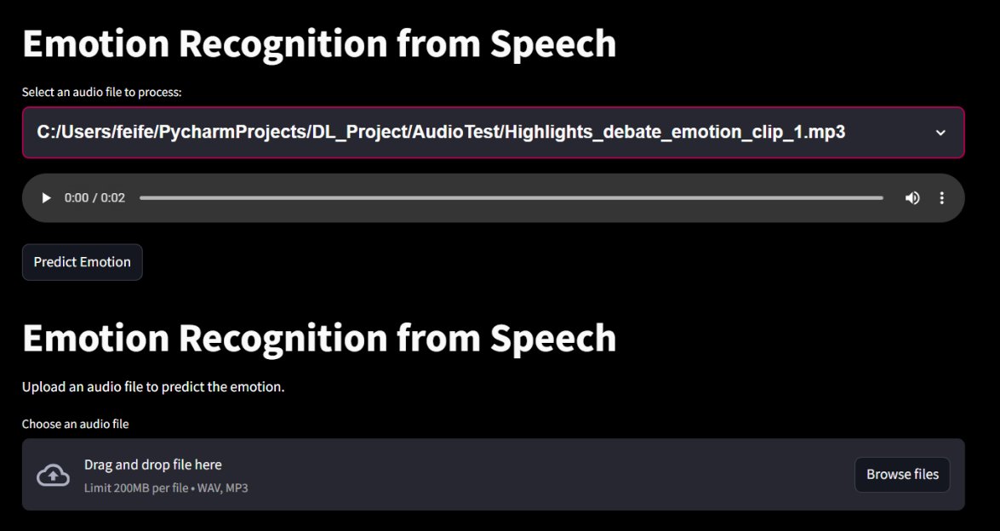 Emotion Recognition from Speech
Select an audio file to process:
C:/Users/feife/PycharmProjects/DL_Project/AudioTest/Highlights_debate_emotion_clip_1.mp3
0:00 / 0:02
Predict Emotion
Emotion Recognition from Speech
Upload an audio file to predict the emotion.
Choose an audio file
Drag and drop file here
Limit 200MB per file • WAV, MP3
Browse files